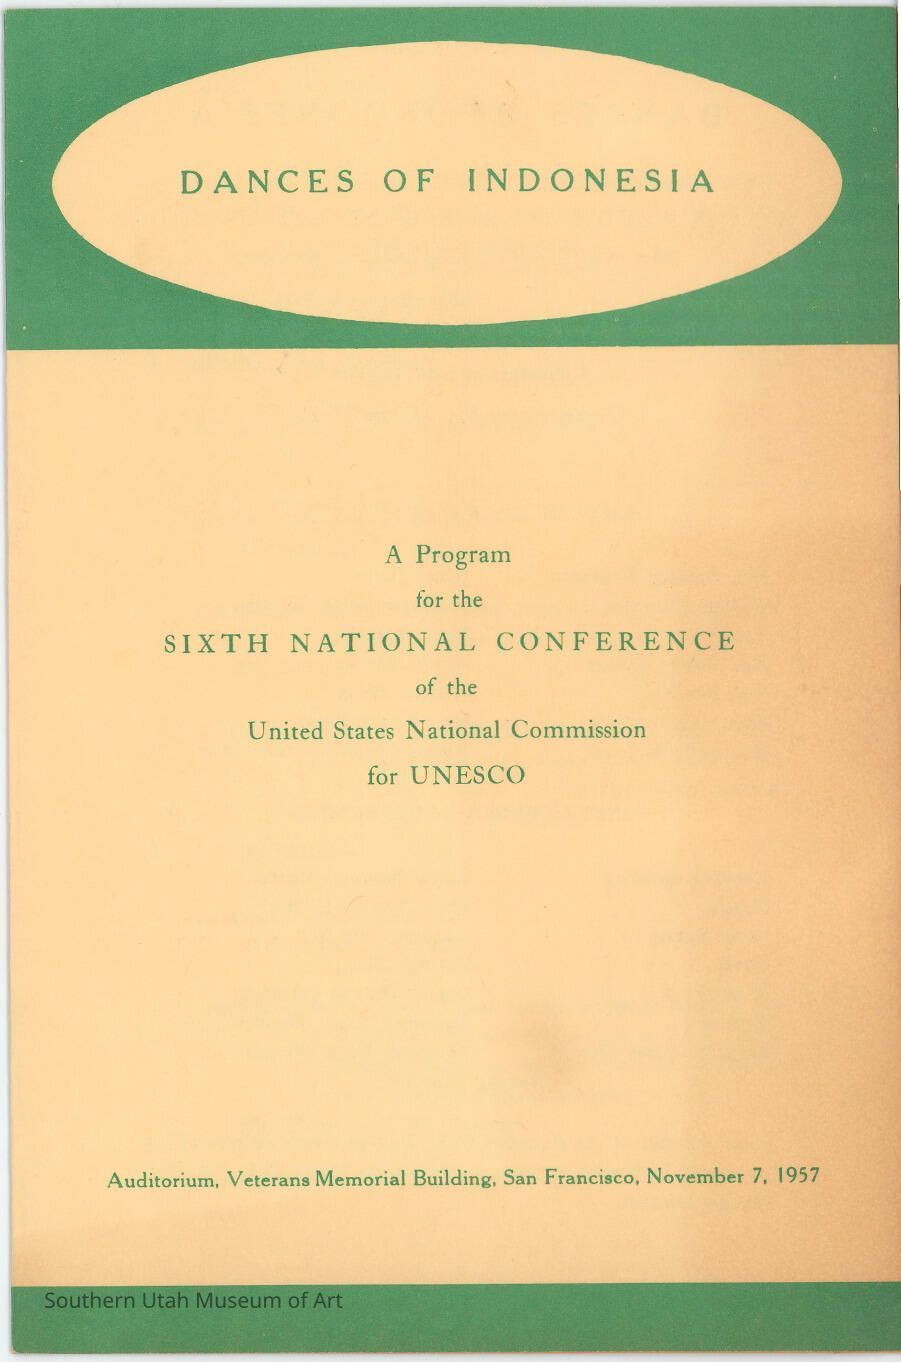 DANCES OF INDONESIA
A Program
for the
SIXTH NATIONAL CONFERENCE
of the
United States National Commission
for UNESCO
Auditorium, Veterans Memorial Building, San Francisco, November 7, 1957
Southern Utah Museum of Art